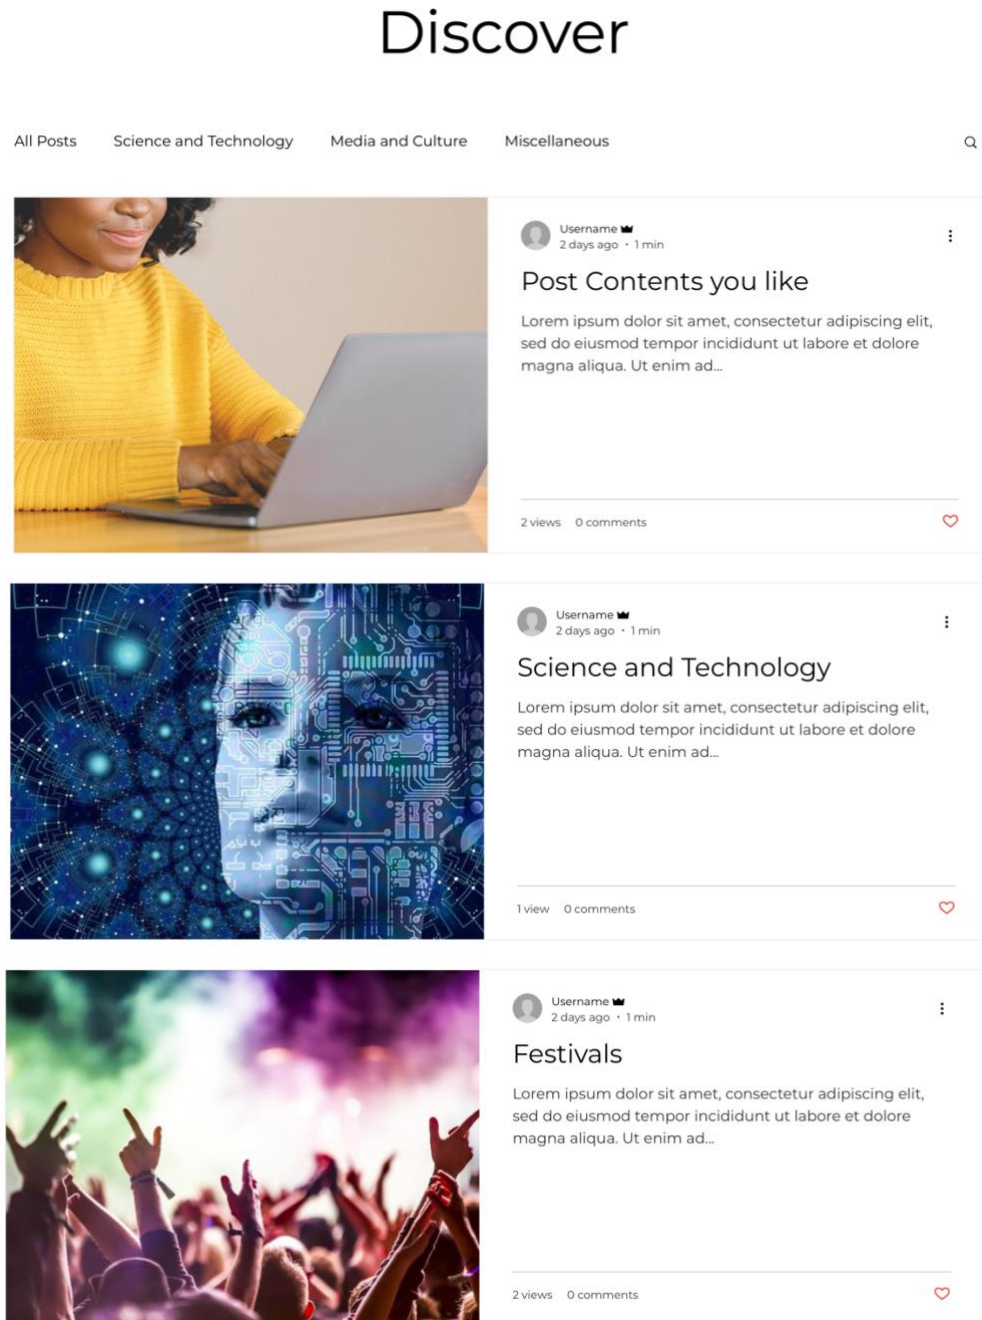 Discover
All Posts Science and Technology Media and Culture Miscellaneous
Username
2 days ago · 1 min
Post Contents you like
Lorem ipsum dolor sit amet, consectetur adipiscing elit,
sed do eiusmod tempor incididunt ut labore et dolore
magna aliqua. Ut enim ad...
2 views 0 comments
Username
2 days ago · 1 min
Science and Technology
Lorem ipsum dolor sit amet, consectetur adipiscing elit,
sed do eiusmod tempor incididunt ut labore et dolore
magna aliqua. Ut enim ad...
1 view 0 comments
Username
2 days ago · 1 min
Festivals
Lorem ipsum dolor sit amet, consectetur adipiscing elit,
sed do eiusmod tempor incididunt ut labore et dolore
magna aliqua. Ut enim ad...
2 views 0 comments